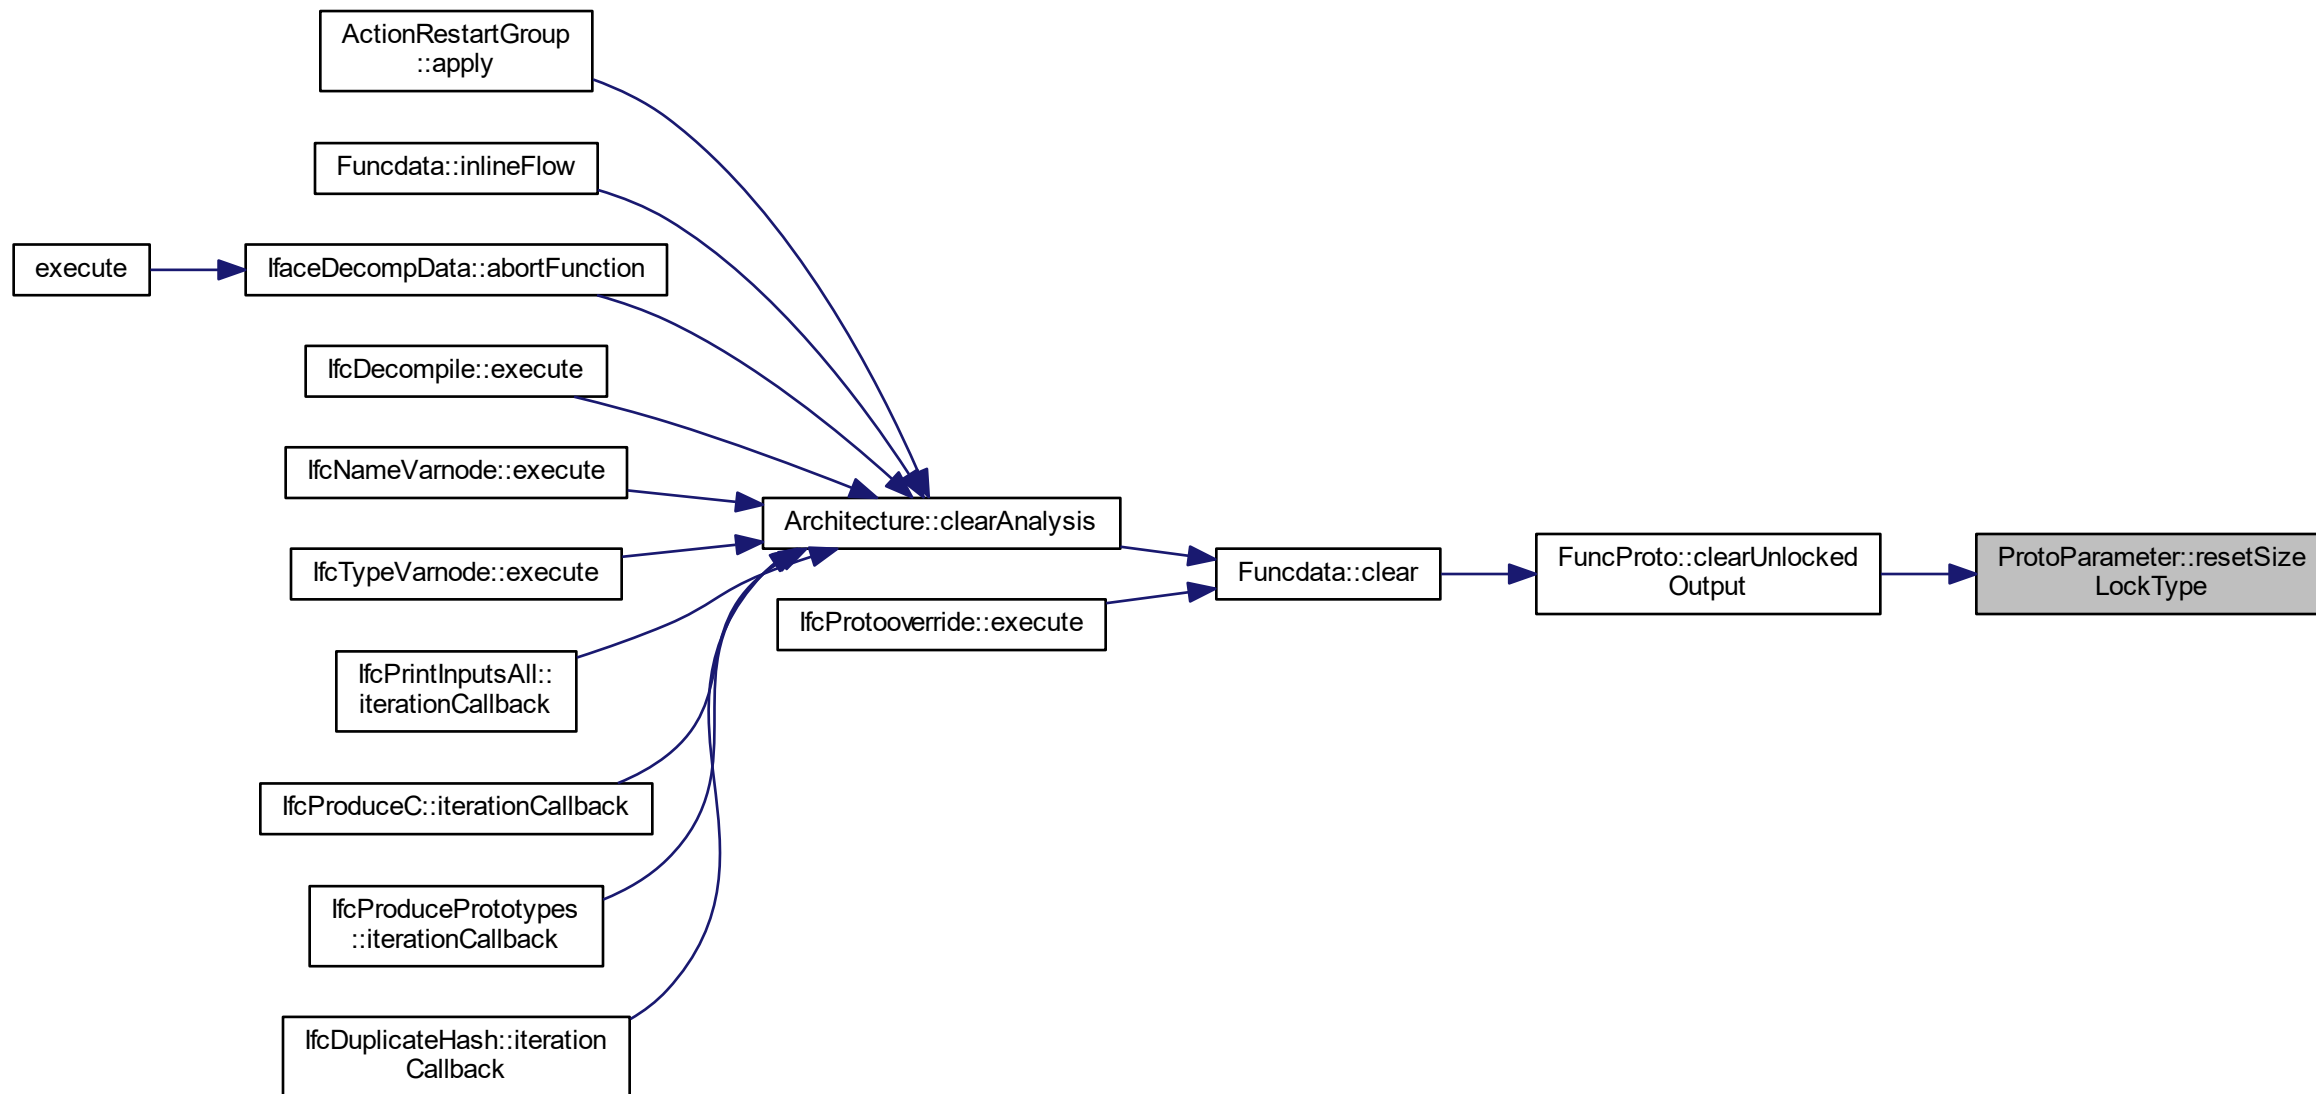 ActionRestartGroup
::apply
Funcdata::inlineFlow
execute
IfaceDecompData::abortFunction
IfcDecompile::execute
IfcNameVarnode::execute
IfcTypeVarnode::execute
IfcPrintInputsAll::
iterationCallback
IfcProduceC::iterationCallback
IfcProducePrototypes
::iterationCallback
IfcDuplicateHash::iteration
Callback
Architecture::clearAnalysis
IfcProtooverride::execute
Funcdata::clear
FuncProto::clearUnlocked
Output
ProtoParameter::resetSize
LockType